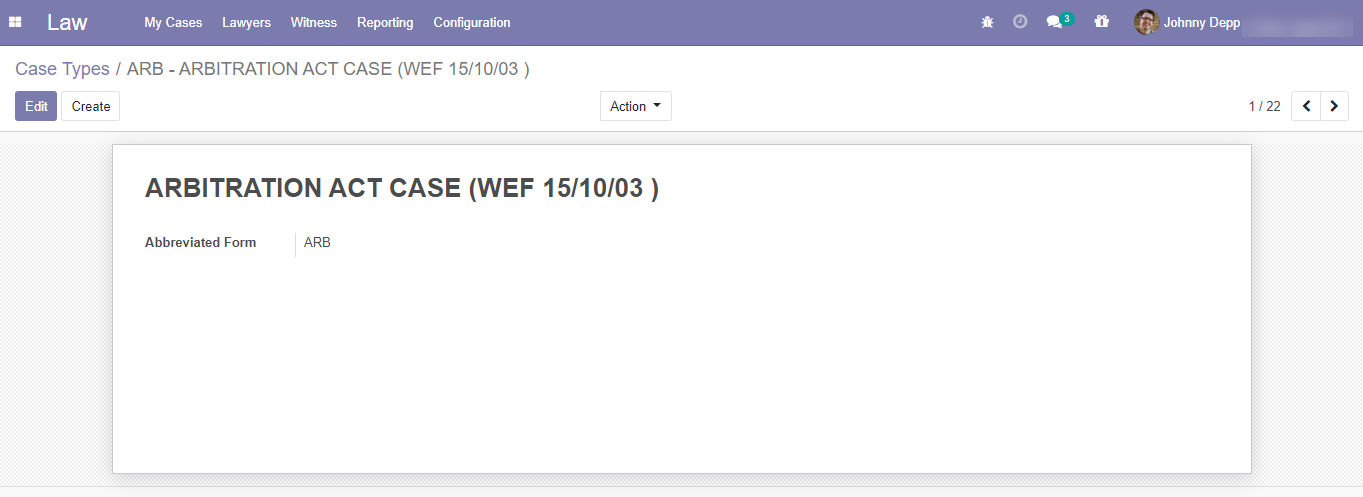 Law My Cases Lawyers Witness Reporting Configuration 3 Johnny Depp
Case Types / ARB - ARBITRATION ACT CASE (WEF 15/10/03 )
Edit Create Action 1 / 22
ARBITRATION ACT CASE (WEF 15/10/03 )
Abbreviated Form ARB